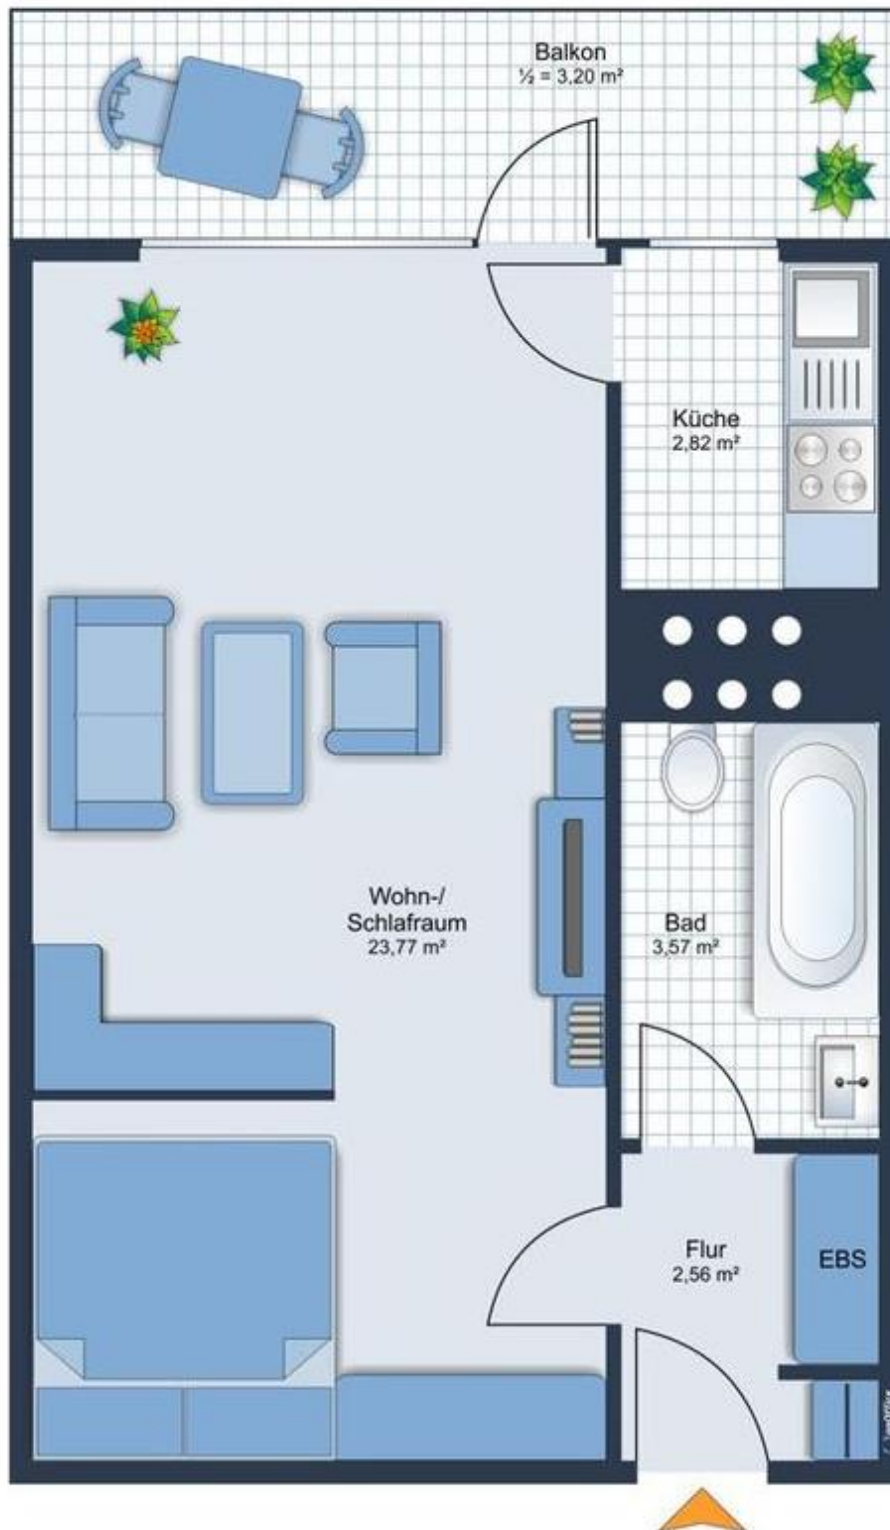 Balkon
½ = 3,20 m²
Küche
2,82 m²
Wohn-/
Schlafraum
23,77 m²
Bad
3,57 m²
Flur
2,56 m²
EBS